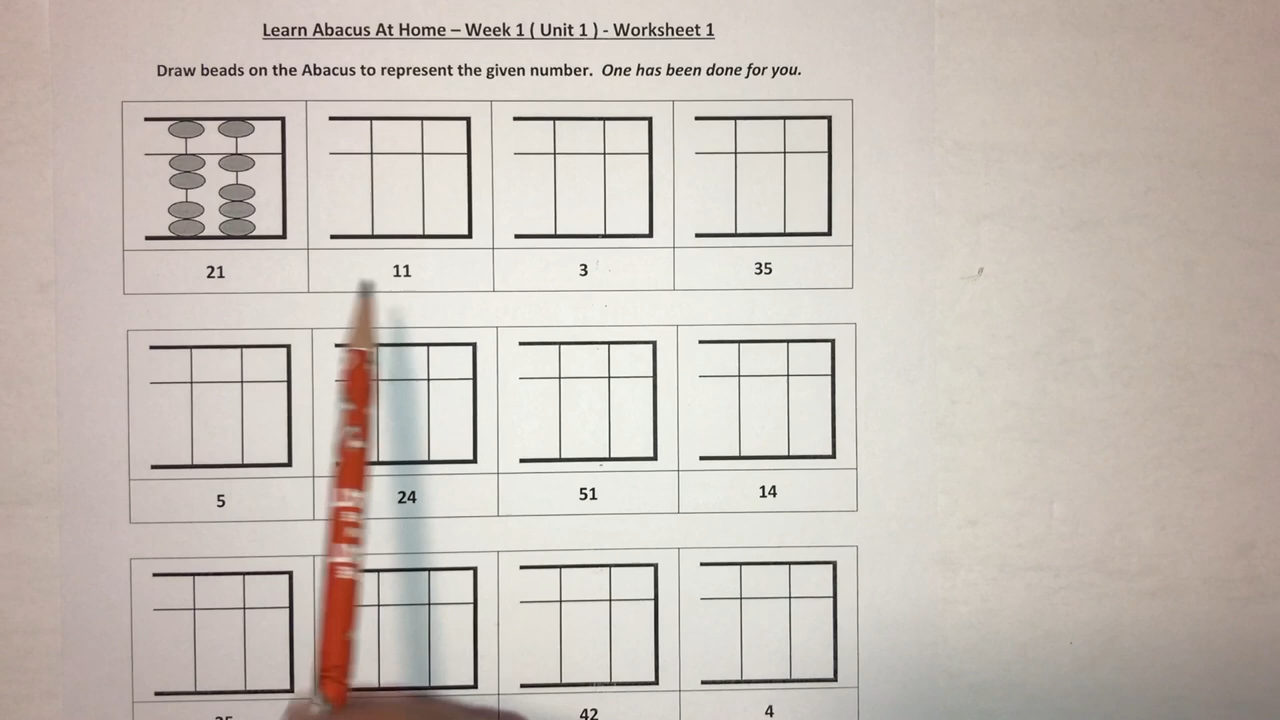 Learn Abacus At Home – Week 1 ( Unit 1 ) - Worksheet 1
Draw beads on the Abacus to represent the given number. One has been done for you.
21 11 3 35
5 24 51 14
42 4